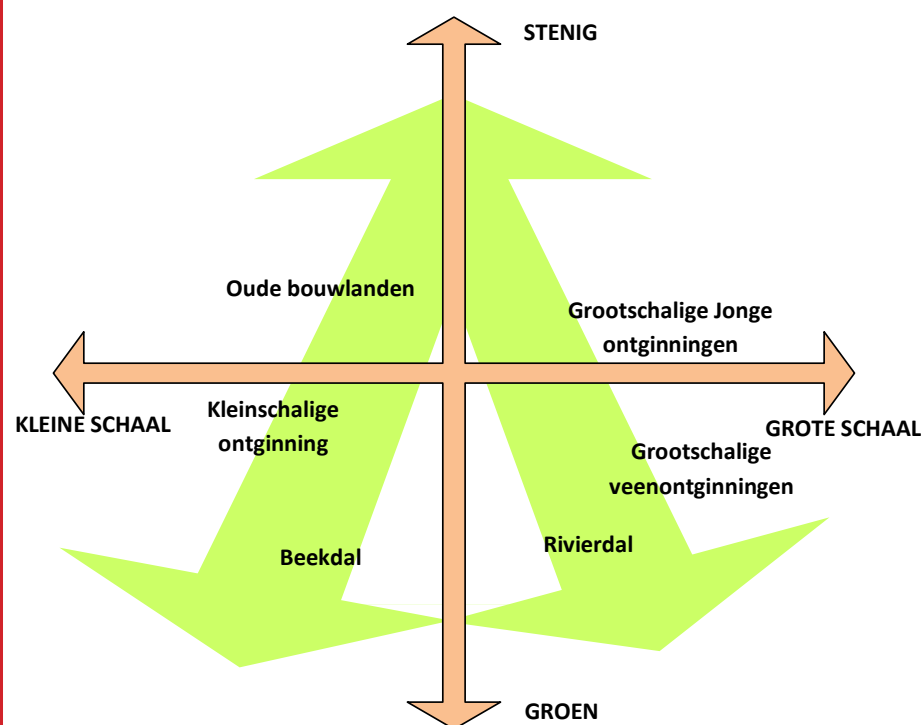 STENIG
Oude bouwlanden
Grootschalige Jonge
ontginningen
KLEINE SCHAAL
Kleinschalige
ontginning
GROTE SCHAAL
Grootschalige
veenontginningen
Beekdal
Rivierdal
GROEN